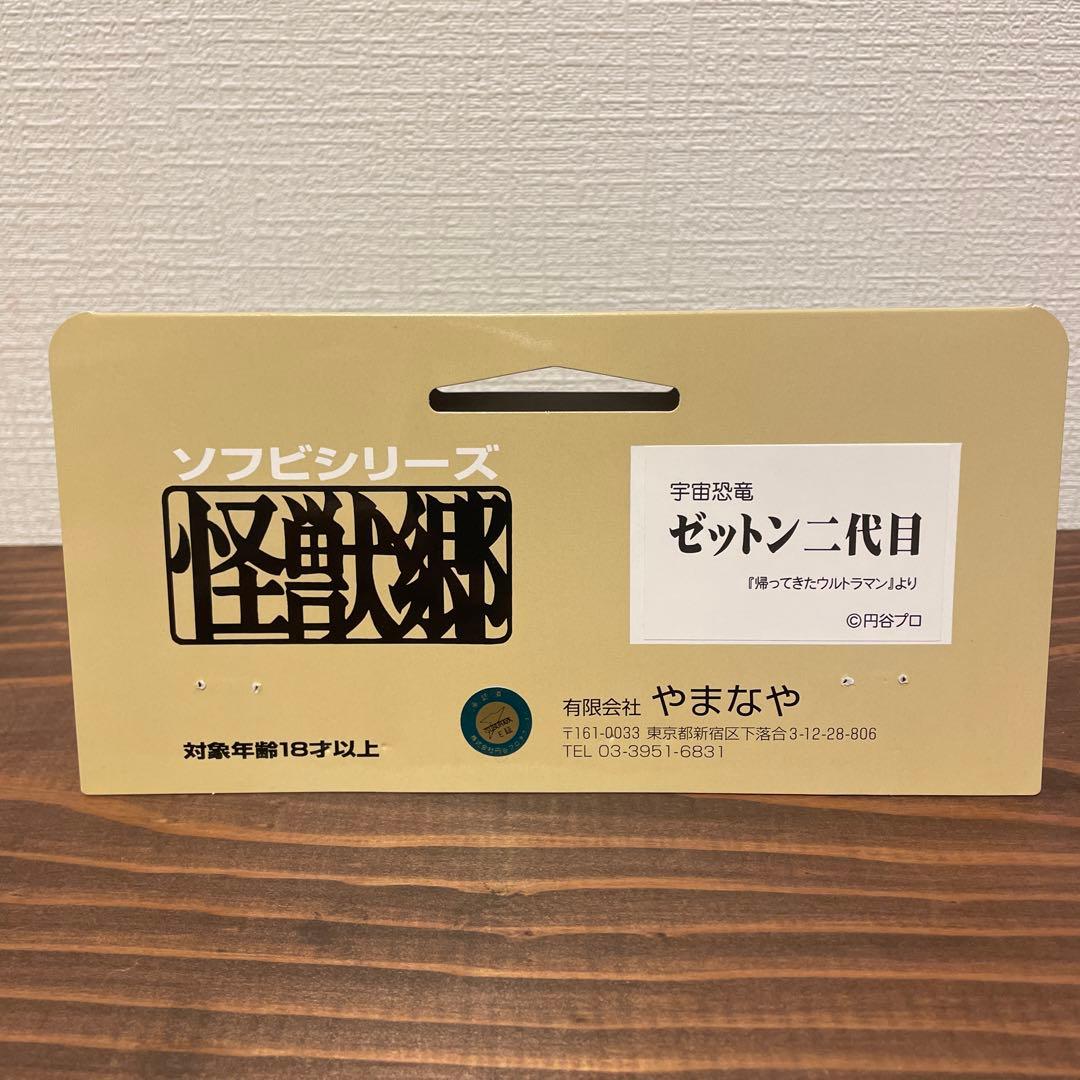 ソフビシリーズ
怪獣郷
対象年齢18才以上
宇宙恐竜
ゼットン二代目
『帰ってきたウルトラマン』より
©円谷プロ
有限会社 やまなや
〒161-0033 東京都新宿区下落合3-12-28-806
TEL 03-3951-6831